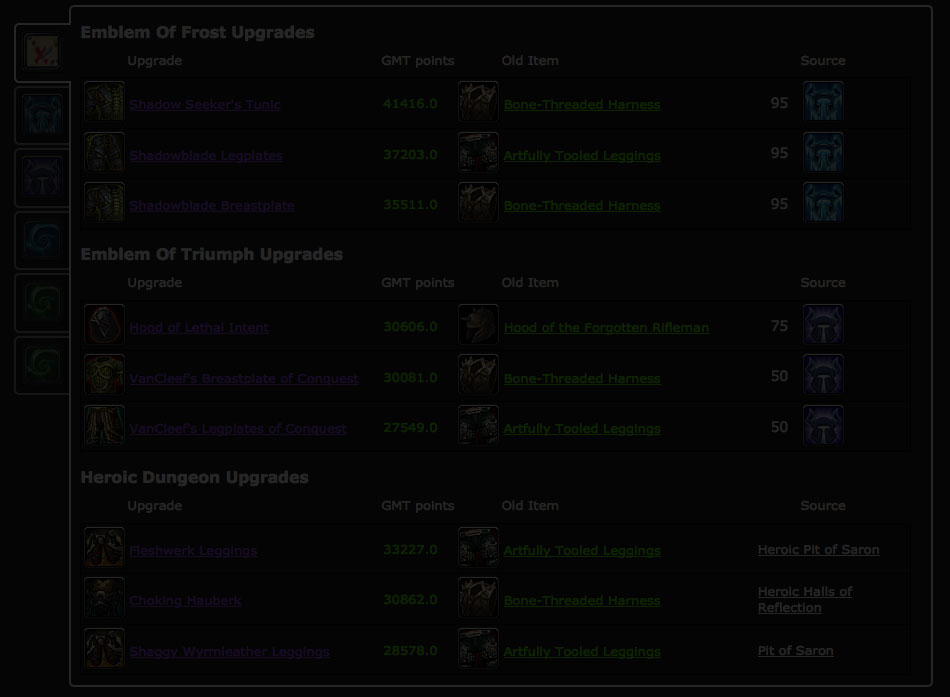 Emblem Of Frost Upgrades
Upgrade GMT points Old Item Source
Shadow Seeker's Tunic 41416.0 Bone-Threaded Harness 95
Shadowblade Legplates 37203.0 Artfully Tooled Leggings 95
Shadowblade Breastplate 35511.0 Bone-Threaded Harness 95
Emblem Of Triumph Upgrades
Upgrade GMT points Old Item Source
Hood of Lethal Intent 30606.0 Hood of the Forgotten Rifleman 75
VanCleef's Breastplate of Conquest 30081.0 Bone-Threaded Harness 50
VanCleef's Legplates of Conquest 27549.0 Artfully Tooled Leggings 50
Heroic Dungeon Upgrades
Upgrade GMT points Old Item Source
Fleshwerk Leggings 33227.0 Artfully Tooled Leggings Heroic Pit of Saron
Choking Hauberk 30862.0 Bone-Threaded Harness Heroic Halls of
Reflection
Shaggy Wyrmleather Leggings 28578.0 Artfully Tooled Leggings Pit of Saron